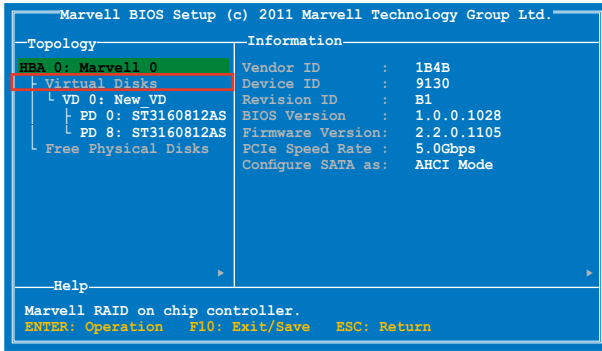 Marvell BIOS Setup (c) 2011 Marvell Technology Group Ltd.
Topology
HBA 0: Marvell 0
Virtual Disks
VD 0: New_VD
PD 0: ST3160812AS
PD 8: ST3160812AS
Free Physical Disks
Information
Vendor ID : 1B4B
Device ID : 9130
Revision ID : B1
BIOS Version : 1.0.0.1028
Firmware Version: 2.2.0.1105
PCIe Speed Rate : 5.0Gbps
Configure SATA as: AHCI Mode
Help
Marvell RAID on chip controller.
ENTER: Operation F10: Exit/Save ESC: Return